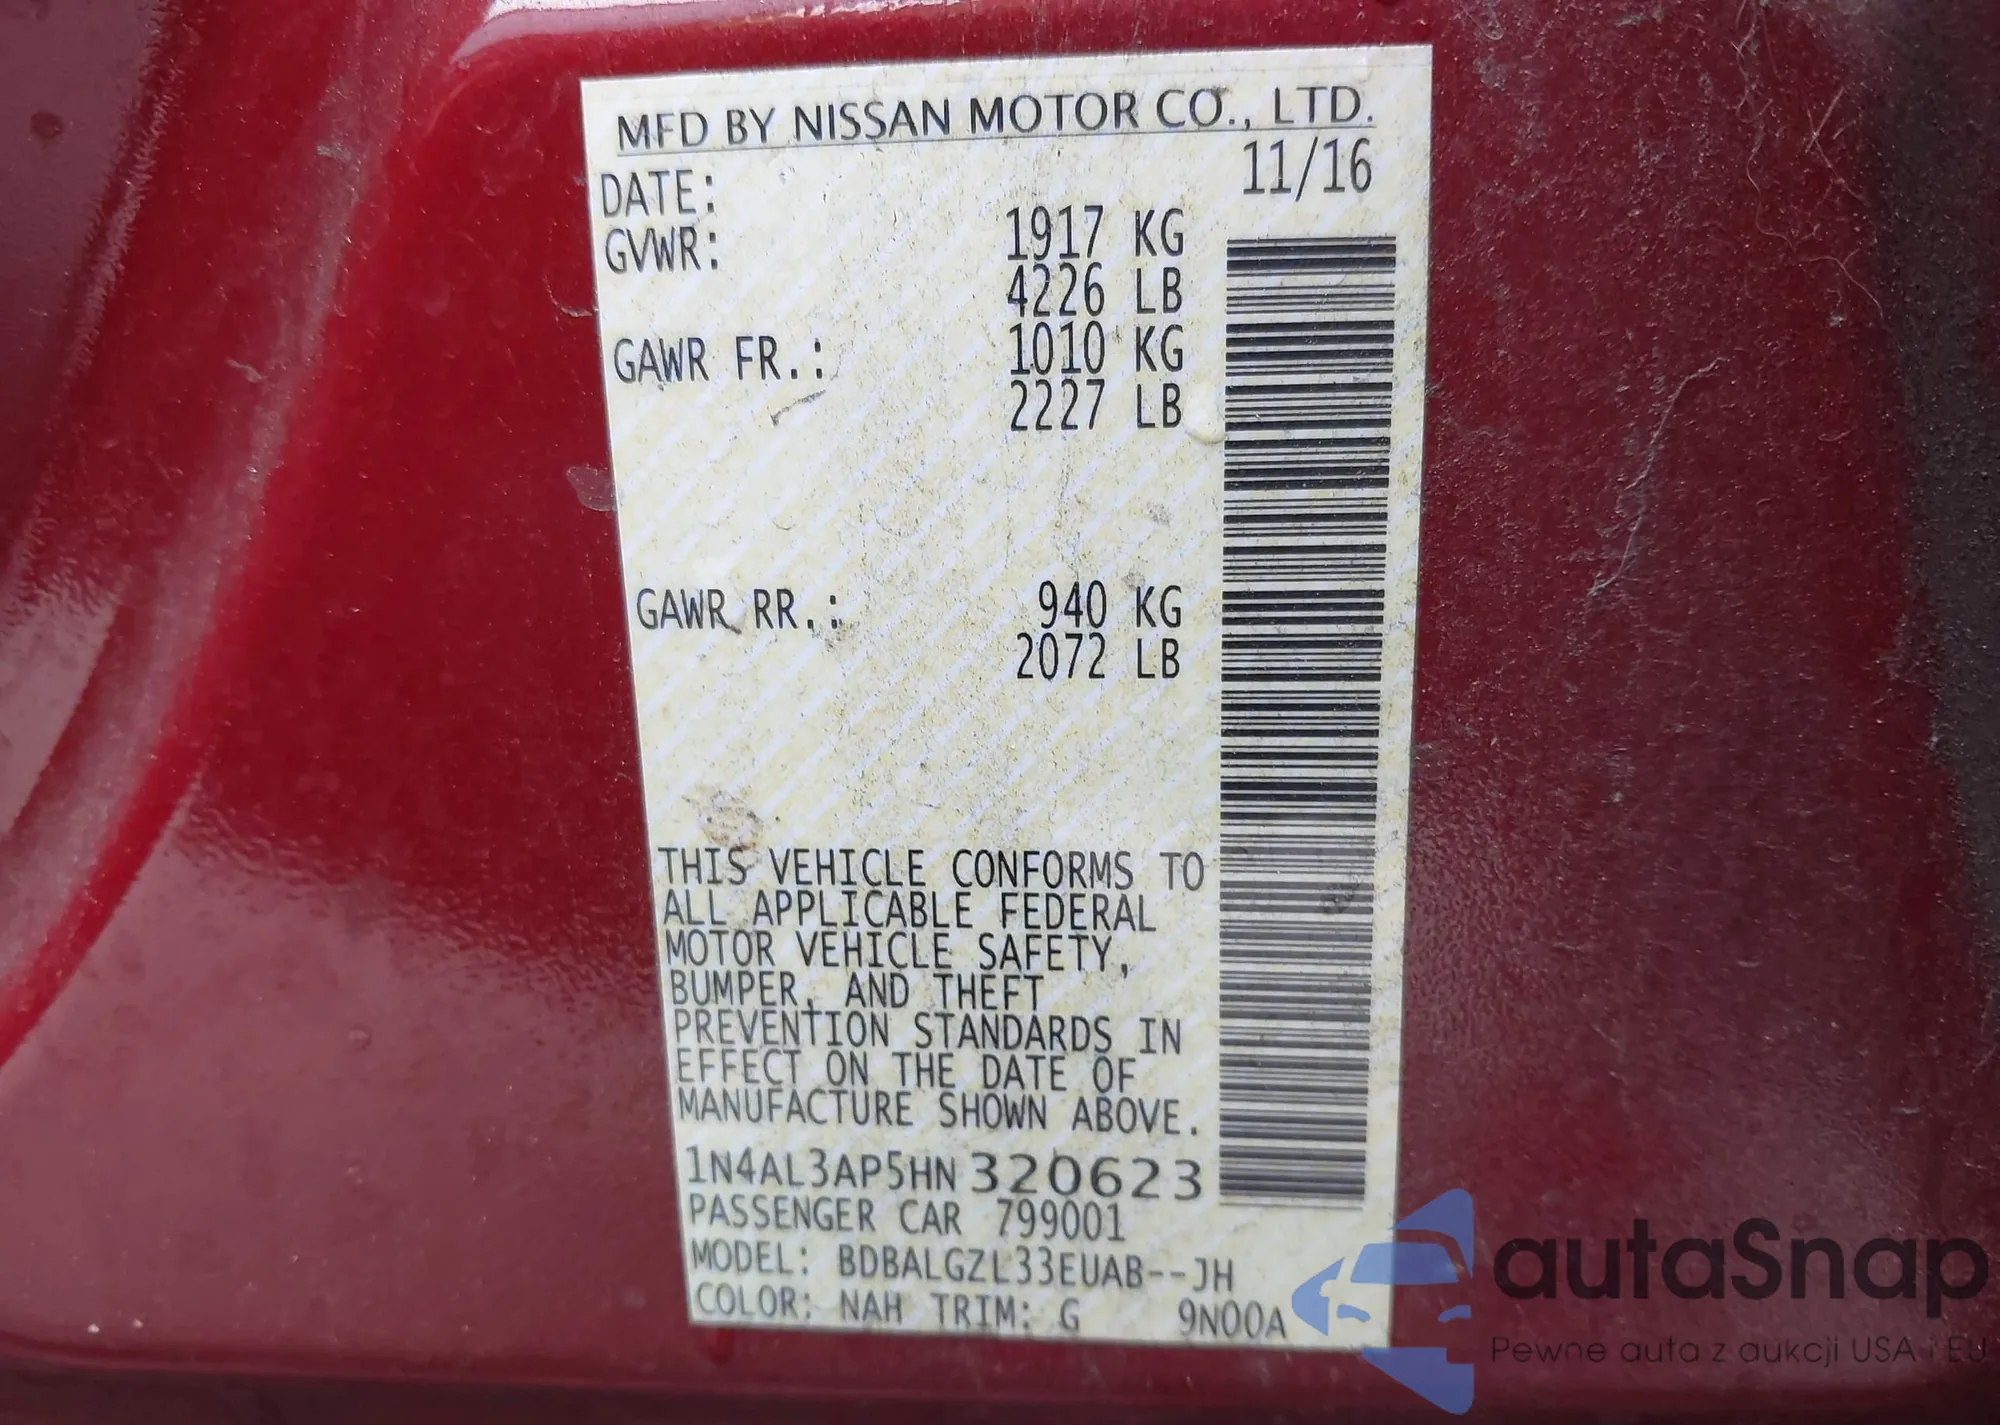 MFD BY NISSAN MOTOR CO., LTD.
DATE: 11/16
GVWR: 1917 KG
4226 LB
GAWR FR.: 1010 KG
2227 LB
GAWR RR.: 940 KG
2072 LB
THIS VEHICLE CONFORMS TO
ALL APPLICABLE FEDERAL
MOTOR VEHICLE SAFETY,
BUMPER, AND THEFT
PREVENTION STANDARDS IN
EFFECT ON THE DATE OF
MANUFACTURE SHOWN ABOVE.
1N4AL3AP5HN320623
PASSENGER CAR 799001
MODEL: BDBALGZL33EUAB--JH
COLOR: NAH TRIM: G 9N00A
autaSnap
Pewne auta z aukcji USA i EU